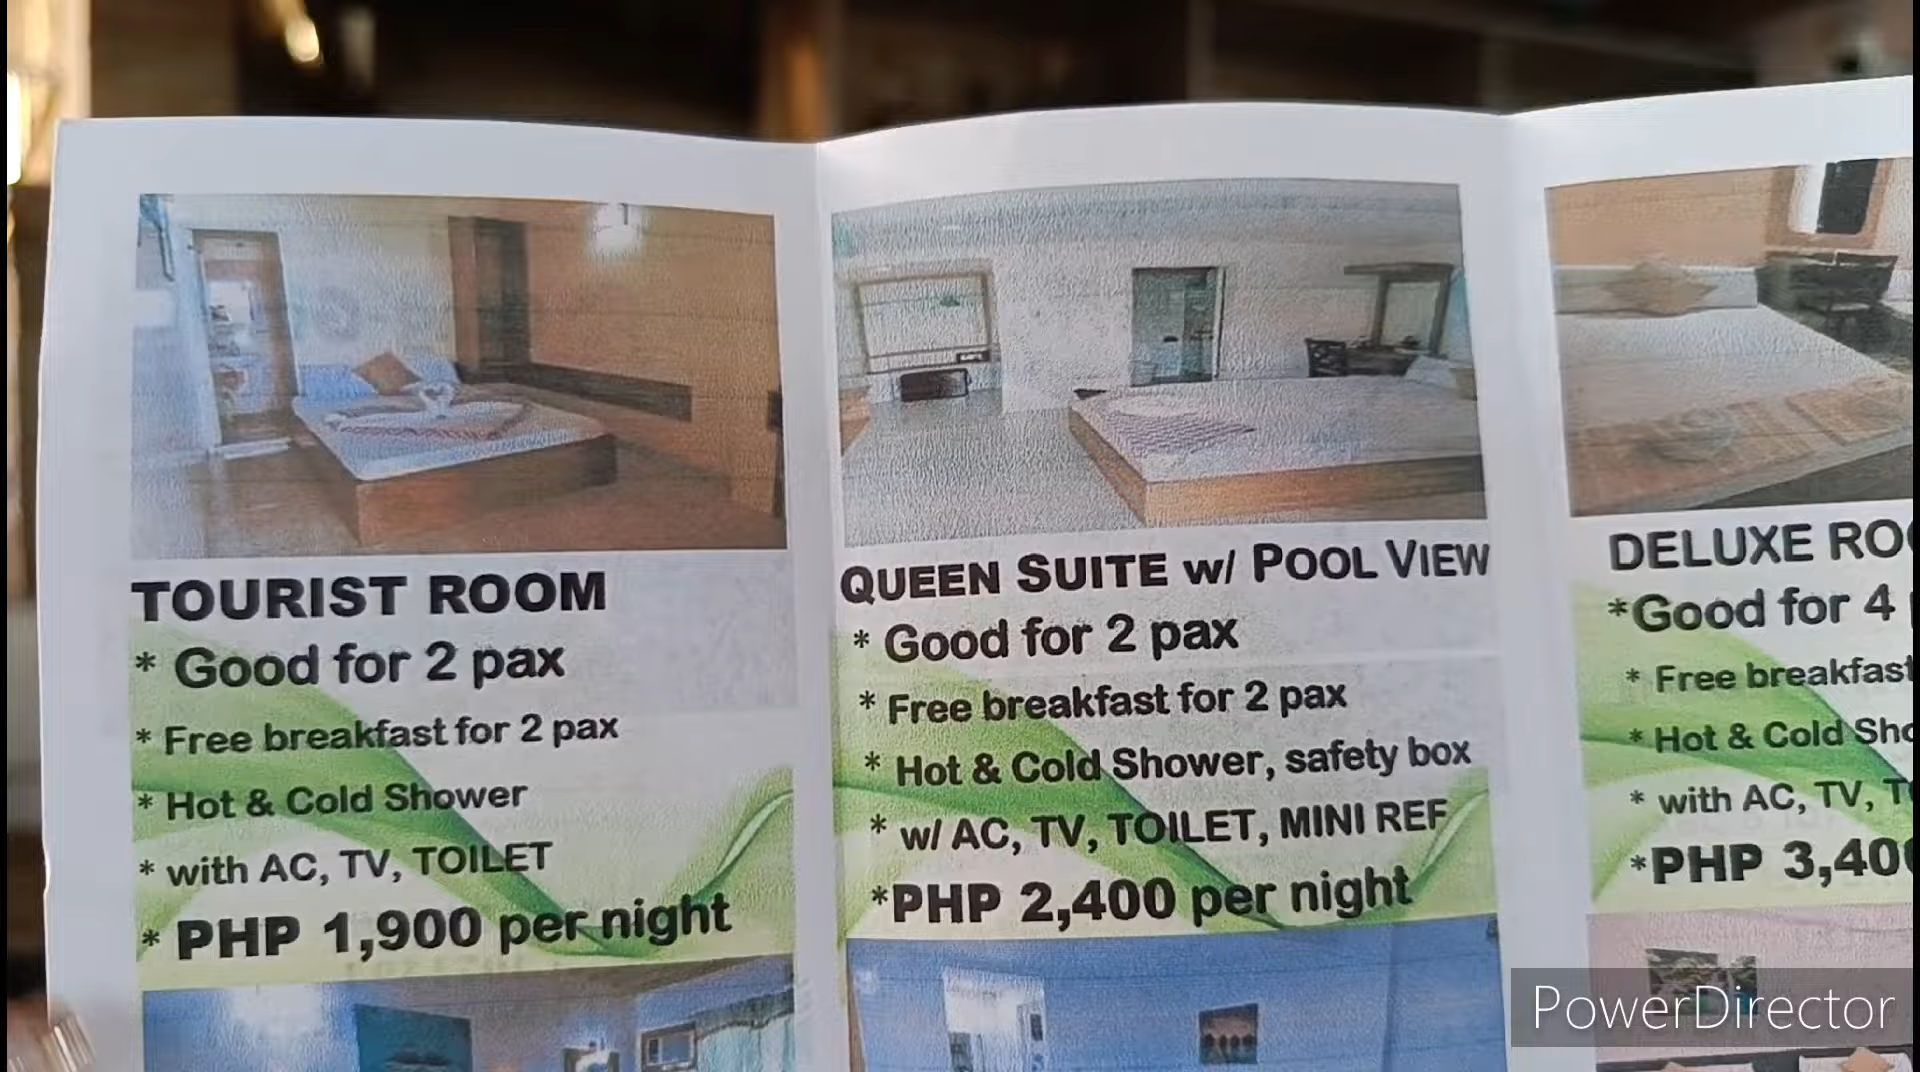 TOURIST ROOM
* Good for 2 pax
* Free breakfast for 2 pax
* Hot & Cold Shower
* with AC, TV, TOILET
* PHP 1,900 per night
QUEEN SUITE w/ POOL VIEW
* Good for 2 pax
* Free breakfast for 2 pax
* Hot & Cold Shower, safety box
* w/ AC, TV, TOILET, MINI REF
*PHP 2,400 per night
DELUXE
*Good for 4
* Free breakfast
* Hot & Cold
* with AC, TV,
*PHP
PowerDirector